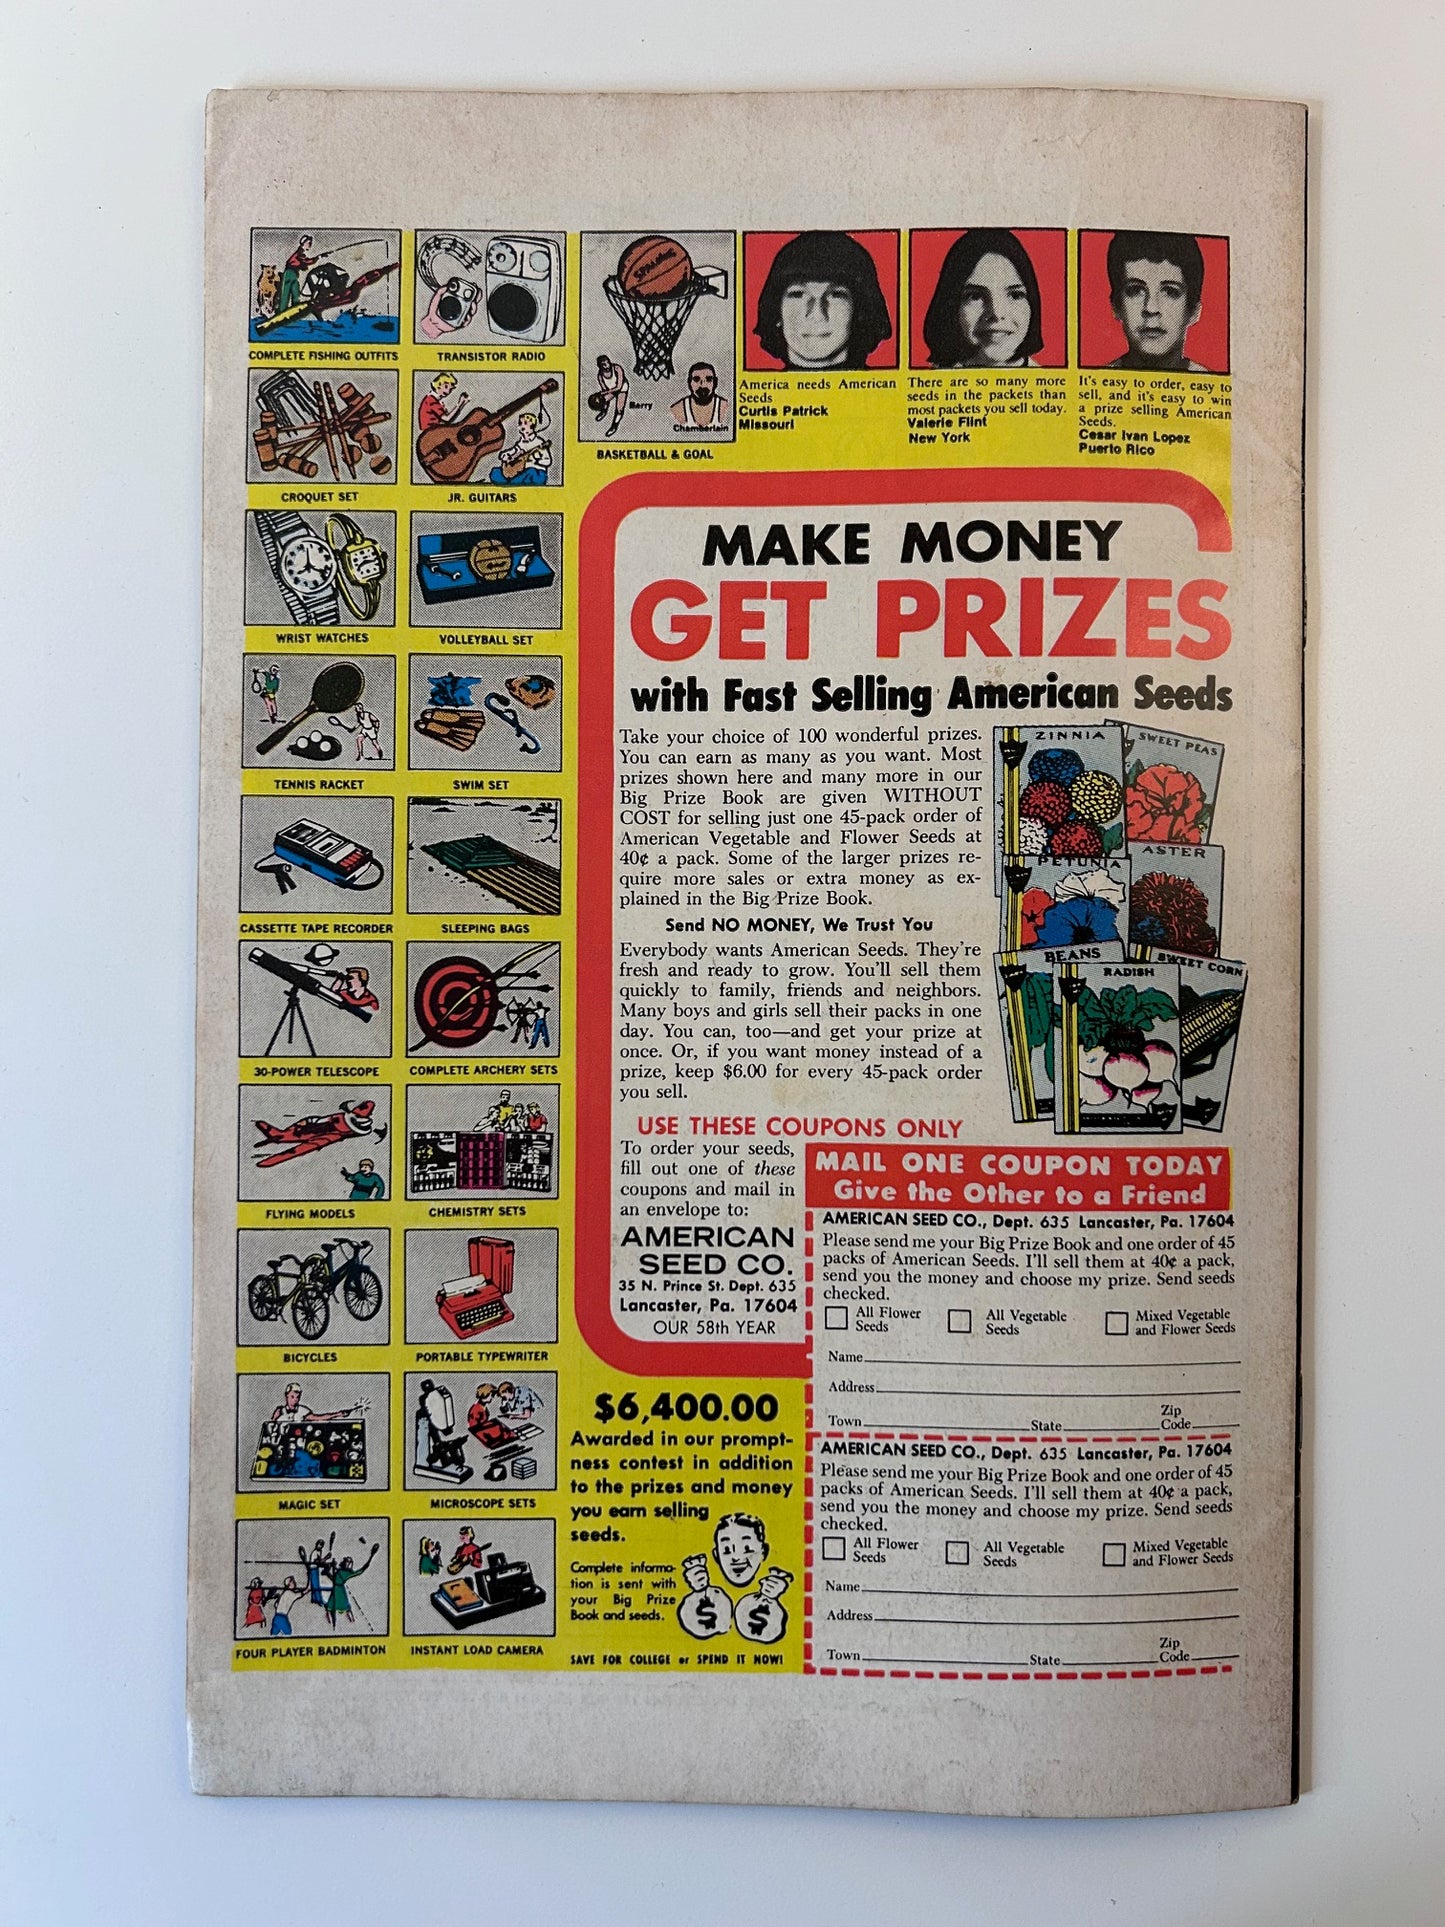 COMPLETE FISHING OUTFITS
TRANSISTOR RADIO
CROQUET SET
JR. GUITARS
WRIST WATCHES
VOLLEYBALL SET
TENNIS RACKET
SWIM SET
CASSETTE TAPE RECORDER
SLEEPING BAGS
30-POWER TELESCOPE
COMPLETE ARCHERY SETS
FLYING MODELS
CHEMISTRY SETS
BICYCLES
PORTABLE TYPEWRITER
MAGIC SET
MICROSCOPE SETS
FOUR PLAYER BADMINTON
INSTANT LOAD CAMERA
SPALDING
Barry
Chamberlain
BASKETBALL & GOAL
America needs American
Seeds
Curtis Patrick
Missouri
There are so many more
seeds in the packets than
most packets you sell today.
Valerie Flint
New York
It's easy to order, easy to
sell, and it's easy to win
a prize selling American
Seeds.
Cesar Ivan Lopez
Puerto Rico
MAKE MONEY
GET PRIZES
with Fast Selling American Seeds
Take your choice of 100 wonderful prizes.
You can earn as many as you want. Most
prizes shown here and many more in our
Big Prize Book are given WITHOUT
COST for selling just one 45-pack order of
American Vegetable and Flower Seeds at
40¢ a pack. Some of the larger prizes re-
quire more sales or extra money as ex-
plained in the Big Prize Book.
Send NO MONEY, We Trust You
Everybody wants American Seeds. They're
fresh and ready to grow. You'll sell them
quickly to family, friends and neighbors.
Many boys and girls sell their packs in one
day. You can, too—and get your prize at
once. Or, if you want money instead of a
prize, keep $6.00 for every 45-pack order
you sell.
ZINNIA
SWEET PEAS
PETUNIA
ASTER
BEANS
RADISH
SWEET CORN
USE THESE COUPONS ONLY
To order your seeds,
fill out one of these
coupons and mail in
an envelope to:
AMERICAN
SEED CO.
35 N. Prince St. Dept. 635
Lancaster, Pa. 17604
OUR 58th YEAR
MAIL ONE COUPON TODAY
Give the Other to a Friend
AMERICAN SEED CO., Dept. 635 Lancaster, Pa. 17604
Please send me your Big Prize Book and one order of 45
packs of American Seeds. I'll sell them at 40¢ a pack,
send you the money and choose my prize. Send seeds
checked.
All Flower
Seeds
All Vegetable
Seeds
Mixed Vegetable
and Flower Seeds
Name
Address
Town State Zip Code
AMERICAN SEED CO., Dept. 635 Lancaster, Pa. 17604
Please send me your Big Prize Book and one order of 45
packs of American Seeds. I'll sell them at 40¢ a pack,
send you the money and choose my prize. Send seeds
checked.
All Flower
Seeds
All Vegetable
Seeds
Mixed Vegetable
and Flower Seeds
Name
Address
Town State Zip Code
$6,400.00
Awarded in our prompt-
ness contest in addition
to the prizes and money
you earn selling
seeds.
Complete informa-
tion is sent with
your Big Prize
Book and seeds.
$ $
SAVE FOR COLLEGE or SPEND IT NOW!